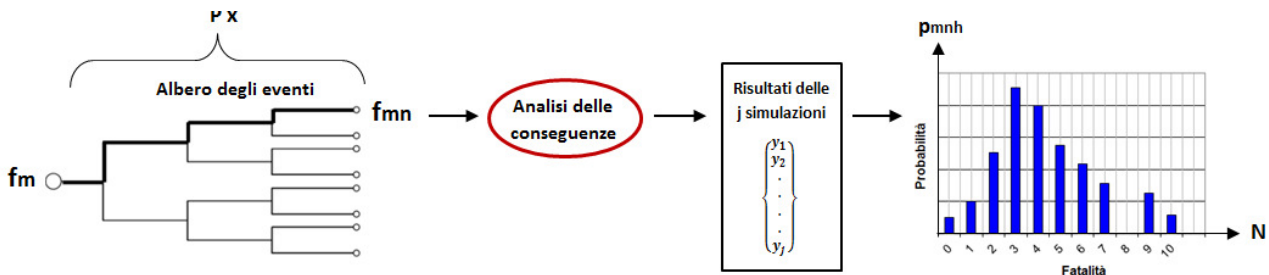 P x
Albero degli eventi
fm
fmn
Analisi delle
conseguenze
Risultati delle
j simulazioni
y1
y2
.
.
.
.
yj
pmnh
Probabilità
0 1 2 3 4 5 6 7 8 9 10
Fatalità
N